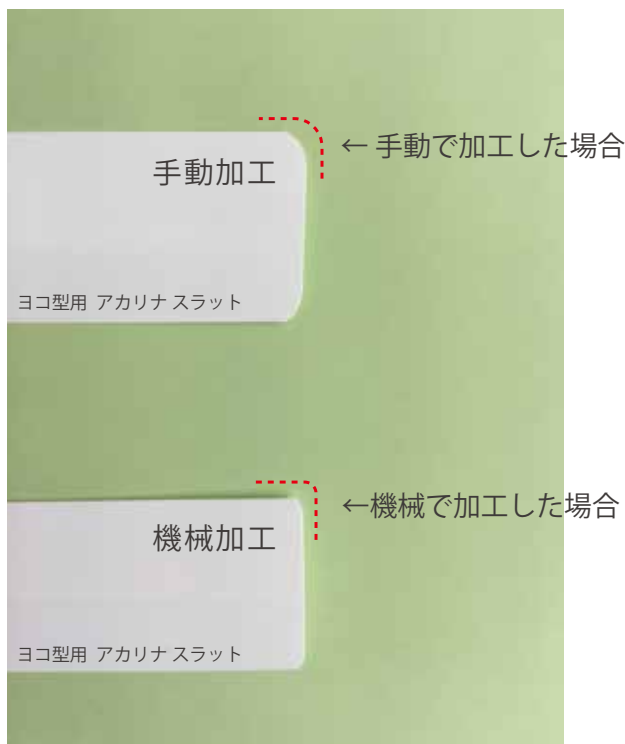 ← 手動で加工した場合
手動加工
ヨコ型用 アカリナ スラット
←機械で加工した場合
機械加工
ヨコ型用 アカリナ スラット